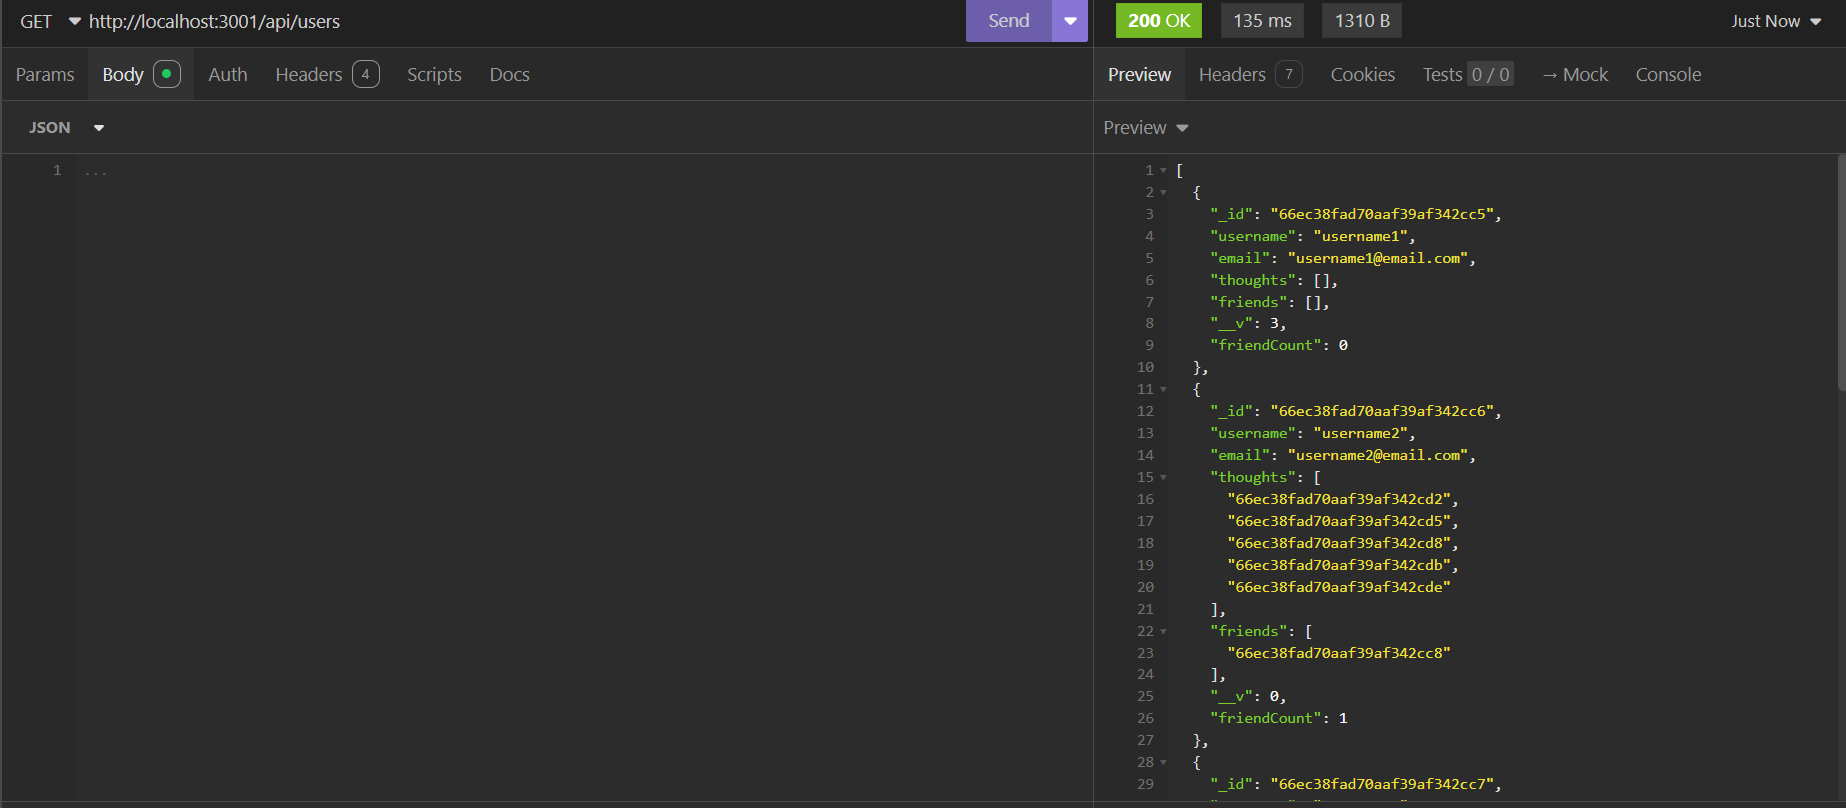 GET http://localhost:3001/api/users Send
200 OK 135 ms 1310 B Just Now
Params Body Auth Headers 4 Scripts Docs
Preview Headers 7 Cookies Tests 0 / 0 → Mock Console
JSON
Preview
1 ...
1 [
2 {
3 "_id": "66ec38fad70aaf39af342cc5",
4 "username": "username1",
5 "email": "username1@email.com",
6 "thoughts": [],
7 "friends": [],
8 "__v": 3,
9 "friendCount": 0
10 },
11 {
12 "_id": "66ec38fad70aaf39af342cc6",
13 "username": "username2",
14 "email": "username2@email.com",
15 "thoughts": [
16 "66ec38fad70aaf39af342cd2",
17 "66ec38fad70aaf39af342cd5",
18 "66ec38fad70aaf39af342cd8",
19 "66ec38fad70aaf39af342cdb",
20 "66ec38fad70aaf39af342cde"
21 ],
22 "friends": [
23 "66ec38fad70aaf39af342cc8"
24 ],
25 "__v": 0,
26 "friendCount": 1
27 },
28 {
29 "_id": "66ec38fad70aaf39af342cc7",